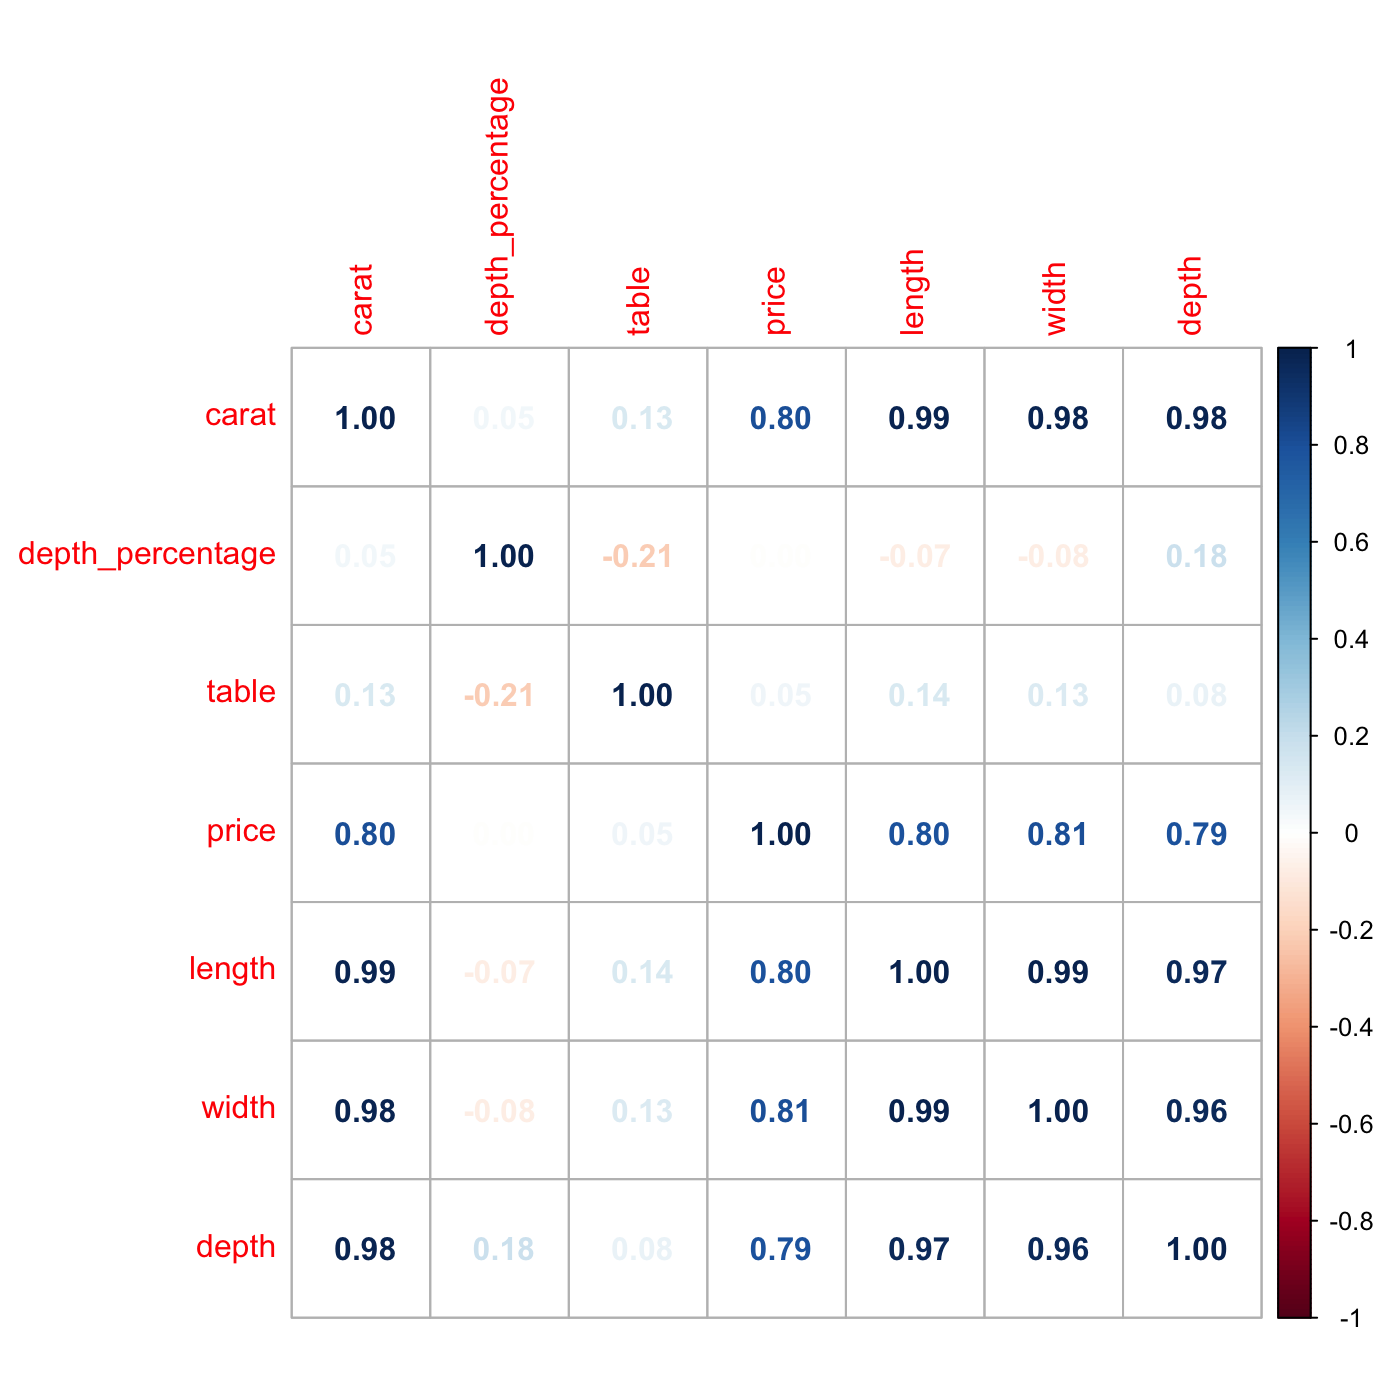 carat depth_percentage table price length width depth
carat 1.00 0.05 0.13 0.80 0.99 0.98 0.98
depth_percentage 0.05 1.00 -0.21 -0.07 -0.08 0.18
table 0.13 -0.21 1.00 0.05 0.14 0.13 0.08
price 0.80 0.05 1.00 0.80 0.81 0.79
length 0.99 -0.07 0.14 0.80 1.00 0.99 0.97
width 0.98 -0.08 0.13 0.81 0.99 1.00 0.96
depth 0.98 0.18 0.08 0.79 0.97 0.96 1.00
1
0.8
0.6
0.4
0.2
0
-0.2
-0.4
-0.6
-0.8
-1